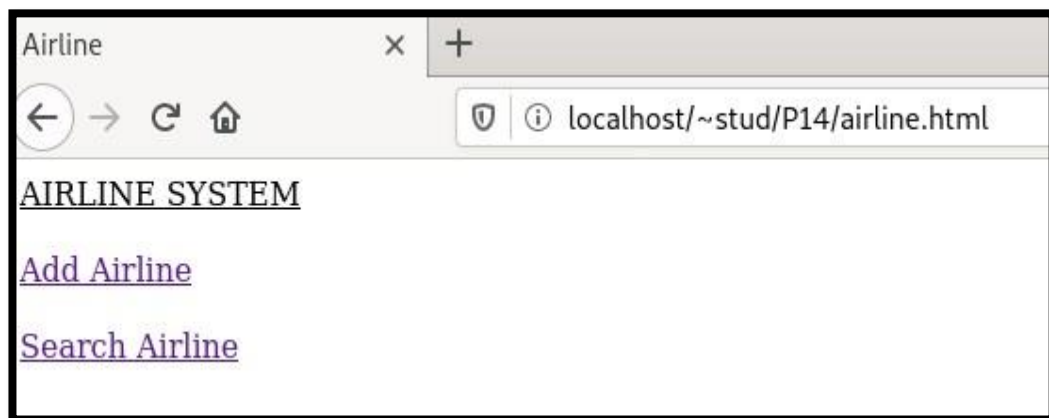 Airline
localhost/~stud/P14/airline.html
AIRLINE SYSTEM
Add Airline
Search Airline